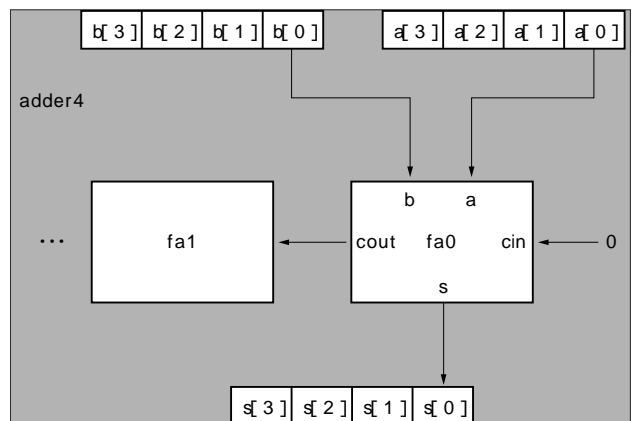 b[3] b[2] b[1] b[0] a[3] a[2] a[1] a[0]
adder4
b a
... fa1 cout fa0 cin 0
s
s[3] s[2] s[1] s[0]